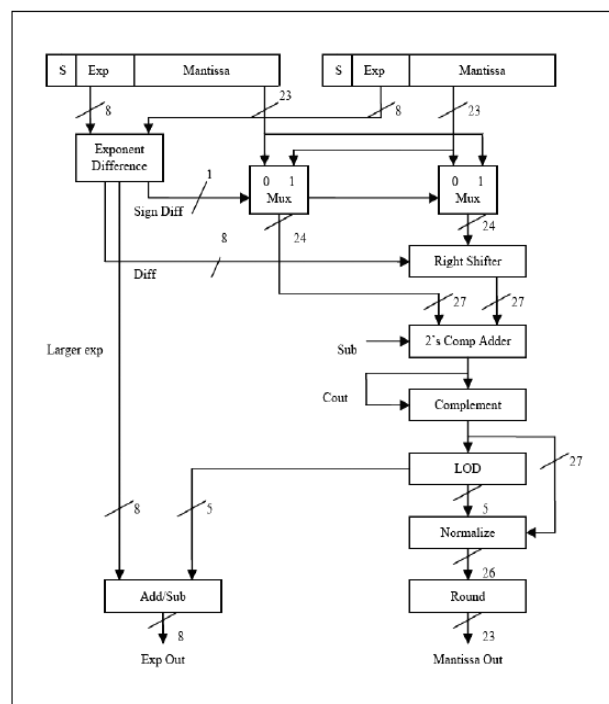 S Exp Mantissa S Exp Mantissa
8 23 8 23
Exponent
Difference
1
0 1
Mux
0 1
Mux
Sign Diff
24
24
8
Diff
Right Shifter
27 27
Larger exp
Sub
2's Comp Adder
Cout
Complement
27
LOD
8 5
5
Normalize
26
Add/Sub
Round
8
23
Exp Out
Mantissa Out